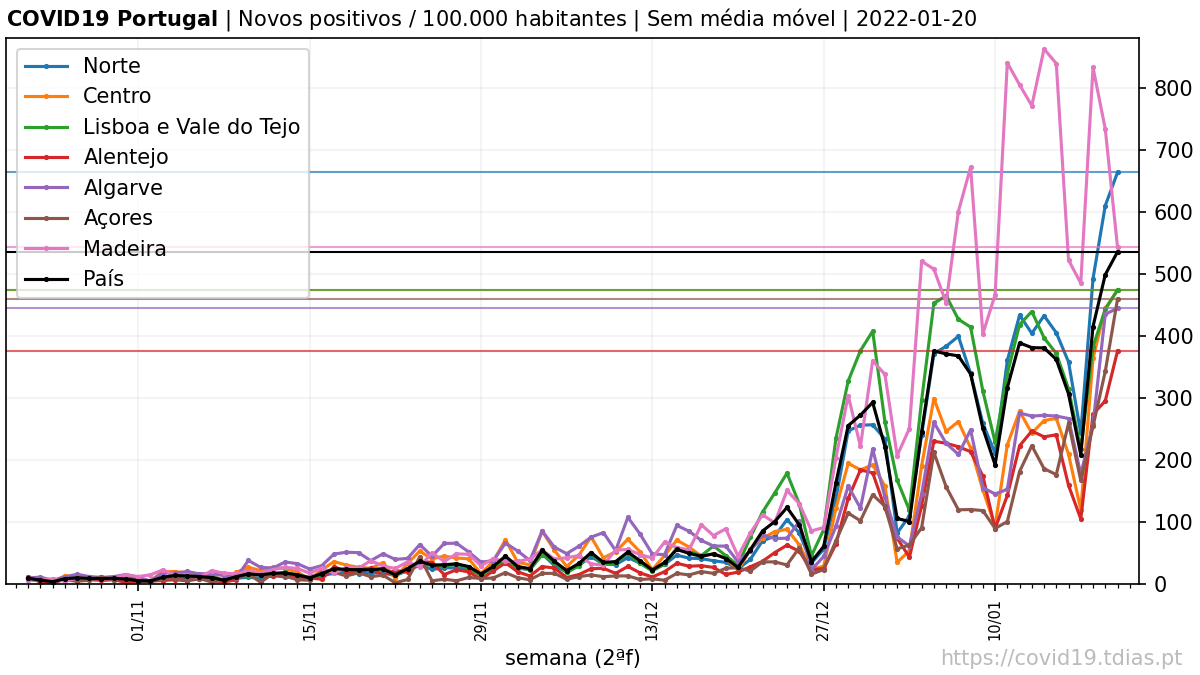 COVID19 Portugal | Novos positivos / 100.000 habitantes | Sem média móvel | 2022-01-20
Norte
Centro
Lisboa e Vale do Tejo
Alentejo
Algarve
Açores
Madeira
País
800
700
600
500
400
300
200
100
0
01/11
15/11
29/11
13/12
27/12
10/01
semana (2ªf)
https://covid19.tdias.pt